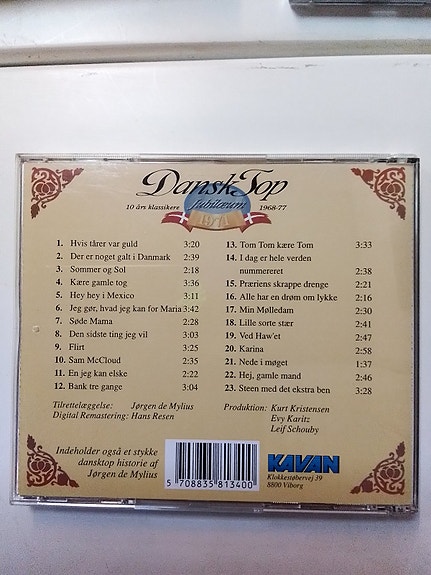 Dansk Top
Jubilæum
10 års klassikere 1968-77
1971
1. Hvis tårer var guld 3:20
2. Der er noget galt i Danmark 2:39
3. Sommer og Sol 2:18
4. Kære gamle tog 3:36
5. Hey hey i Mexico 3:11
6. Jeg gør, hvad jeg kan for Maria 3:42
7. Søde Mama 2:28
8. Den sidste ting jeg vil 3:03
9. Flirt 3:25
10. Sam McCloud 2:35
11. En jeg kan elske 2:22
12. Bank tre gange 3:04
13. Tom Tom kære Tom 3:33
14. I dag er hele verden
nummereret 2:38
15. Præriens skrappe drenge 2:21
16. Alle har en drøm om lykke 2:16
17. Min Mølledam 2:30
18. Lille sorte stær 2:41
19. Ved Haw'et 2:47
20. Karina 2:58
21. Nede i møget 1:37
22. Hej, gamle mand 2:46
23. Steen med det ekstra ben 3:28
Tilrettelæggelse: Jørgen de Mylius
Digital Remastering: Hans Resen
Produktion: Kurt Kristensen
Evy Karitz
Leif Schouby
Indeholder også et stykke
dansktop historie af
Jørgen de Mylius
5 708835 813400
KAVAN
Klokkestøbervej 39
8800 Viborg